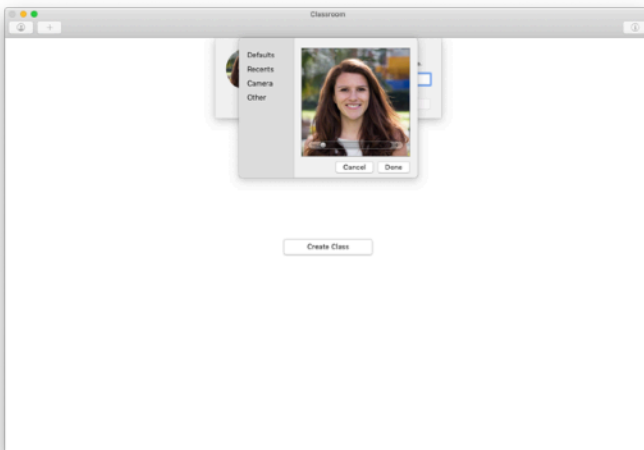 Classroom
Defaults
Recents
Camera
Other
Cancel Done
Create Class